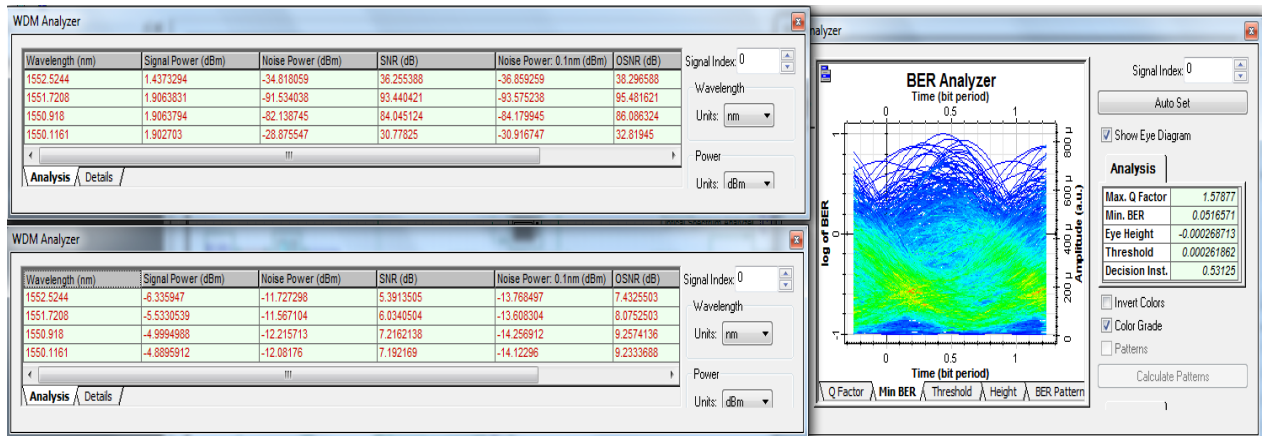 WDM Analyzer
Wavelength (nm) Signal Power (dBm) Noise Power (dBm) SNR (dB) Noise Power: 0.1nm (dBm) OSNR (dB)
1552.5244 1.4373294 -34.818059 36.255388 -36.859259 38.296588
1551.7208 1.9063831 -91.534038 93.440421 -93.575238 95.481621
1550.918 1.9063794 -82.138745 84.045124 -84.179945 86.086324
1550.1161 1.902703 -28.875547 30.77825 -30.916747 32.81945
Analysis Details
Signal Index: 0
Wavelength
Units: nm
Power
Units: dBm
WDM Analyzer
Wavelength (nm) Signal Power (dBm) Noise Power (dBm) SNR (dB) Noise Power: 0.1nm (dBm) OSNR (dB)
1552.5244 -6.335947 -11.727298 5.3913505 -13.768497 7.4325503
1551.7208 -5.5330539 -11.567104 6.0340504 -13.608304 8.0752503
1550.918 -4.9994988 -12.215713 7.2162138 -14.256912 9.2574136
1550.1161 -4.8895912 -12.08176 7.192169 -14.12296 9.2333688
Analysis Details
Signal Index: 0
Wavelength
Units: nm
Power
Units: dBm
nalyzer
BER Analyzer
Time (bit period)
0 0.5 1
log of BER
-1 0 -1
Amplitude (a.u.)
0 200 µ 400 µ 600 µ 800 µ
0 0.5 1
Time (bit period)
Q Factor Min BER Threshold Height BER Pattern
Signal Index: 0
Auto Set
Show Eye Diagram
Analysis
Max. Q Factor 1.57877
Min. BER 0.0516571
Eye Height -0.000268713
Threshold 0.000261862
Decision Inst. 0.53125
Invert Colors
Color Grade
Patterns
Calculate Patterns